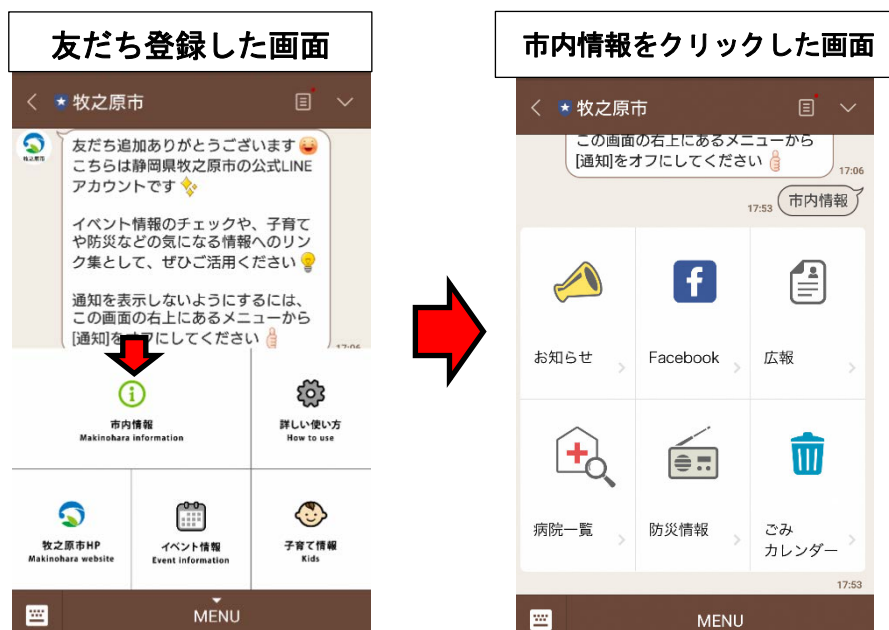 友だち登録した画面
牧之原市
友だち追加ありがとうござ
います
こちらは静岡県牧之原市の公式LINE
アカウントです
イベント情報のチェックや、子育て
や防災などの気になる情報へのリン
ク集として、ぜひご活用ください
通知を表示しないようにするには、
この画面の右上にあるメニューから
[通知]をオフにしてください
17:06
市内情報
Makinohara information
詳しい使い方
How to use
牧之原市HP
Makinohara website
イベント情報
Event information
子育て情報
Kids
MENU
市内情報をクリックした画面
牧之原市
この画面の右上にあるメニューから
[通知]をオフにしてください
17:06
17:53
市内情報
お知らせ
Facebook
広報
病院一覧
防災情報
ごみ
カレンダー
17:53
MENU